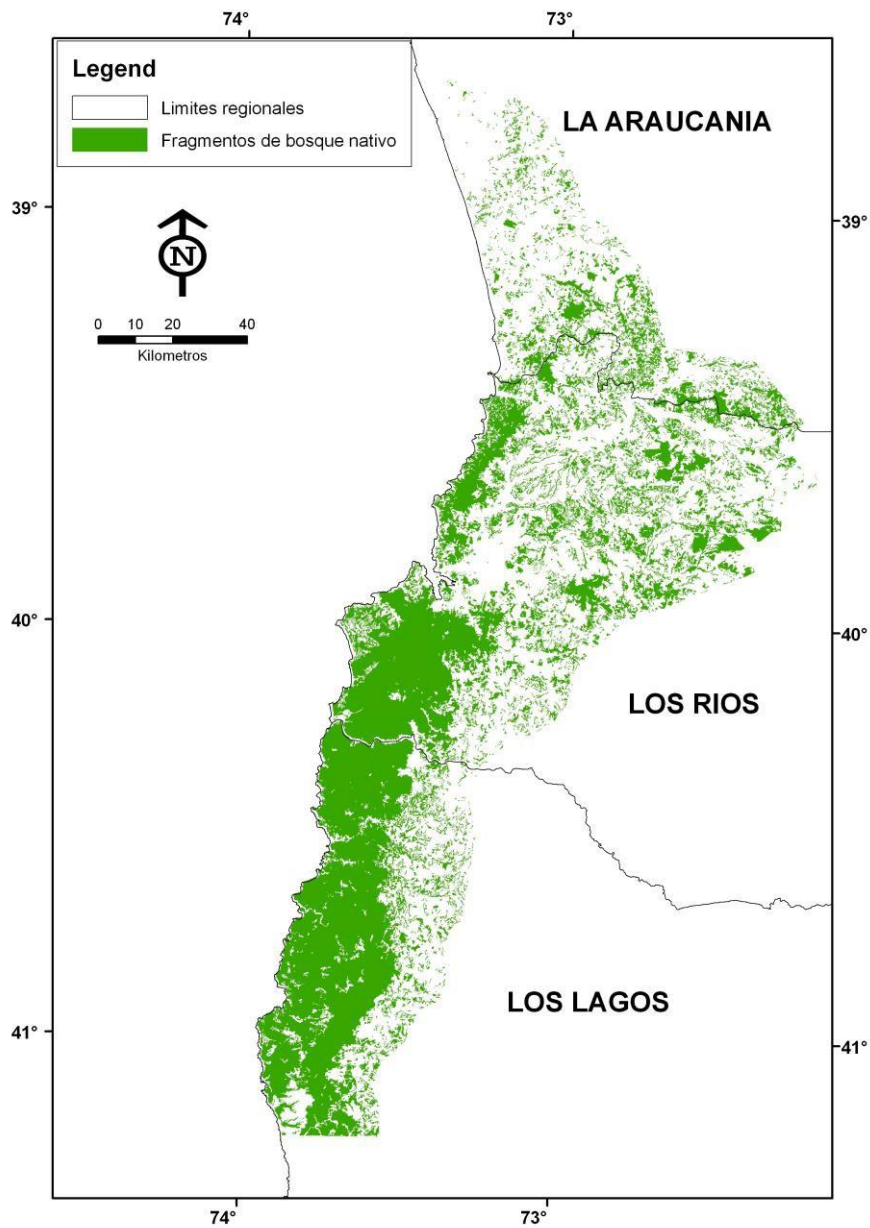 74°
73°
Legend
Limites regionales
Fragmentos de bosque nativo
LA ARAUCANIA
39°
39°
N
0 10 20 40
Kilometros
40°
40°
LOS RIOS
LOS LAGOS
41°
41°
74°
73°